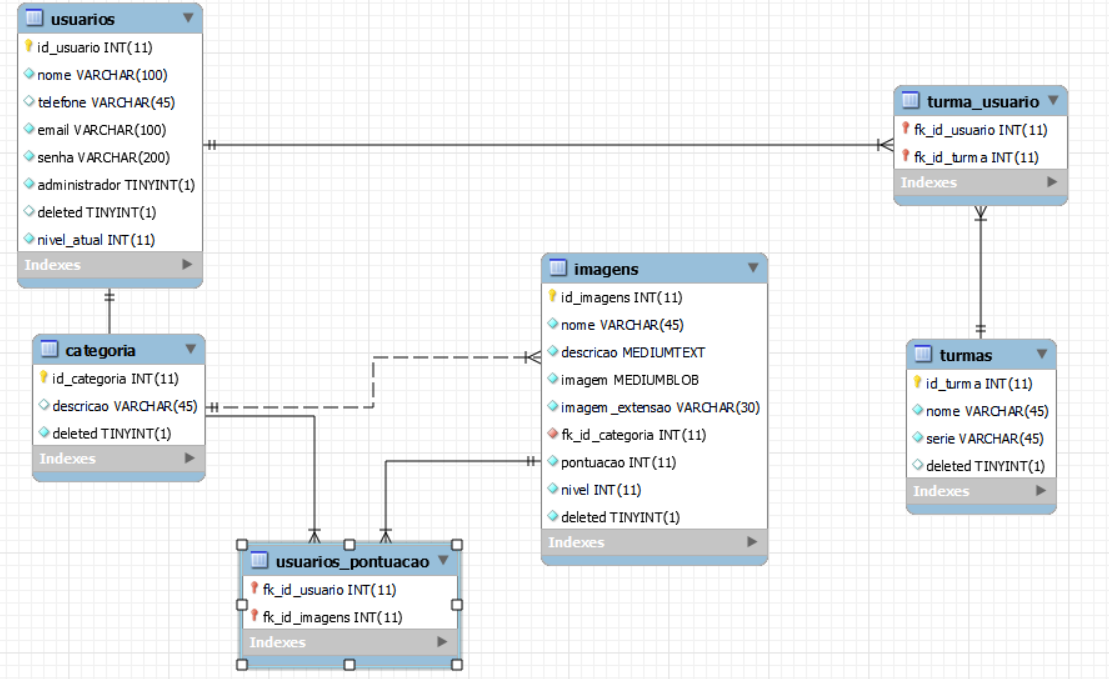 usuarios
id_usuario INT(11)
nome VARCHAR(100)
telefone VARCHAR(45)
email VARCHAR(100)
senha VARCHAR(200)
administrador TINYINT(1)
deleted TINYINT(1)
nivel_atual INT(11)
Indexes
categoria
id_categoria INT(11)
descricao VARCHAR(45)
deleted TINYINT(1)
Indexes
usuarios_pontuacao
fk_id_usuario INT(11)
fk_id_imagens INT(11)
Indexes
imagens
id_imagens INT(11)
nome VARCHAR(45)
descricao MEDIUMTEXT
imagem MEDIUMBLOB
imagem_extensao VARCHAR(30)
fk_id_categoria INT(11)
pontuacao INT(11)
nivel INT(11)
deleted TINYINT(1)
Indexes
turma_usuario
fk_id_usuario INT(11)
fk_id_turma INT(11)
Indexes
turmas
id_turma INT(11)
nome VARCHAR(45)
serie VARCHAR(45)
deleted TINYINT(1)
Indexes